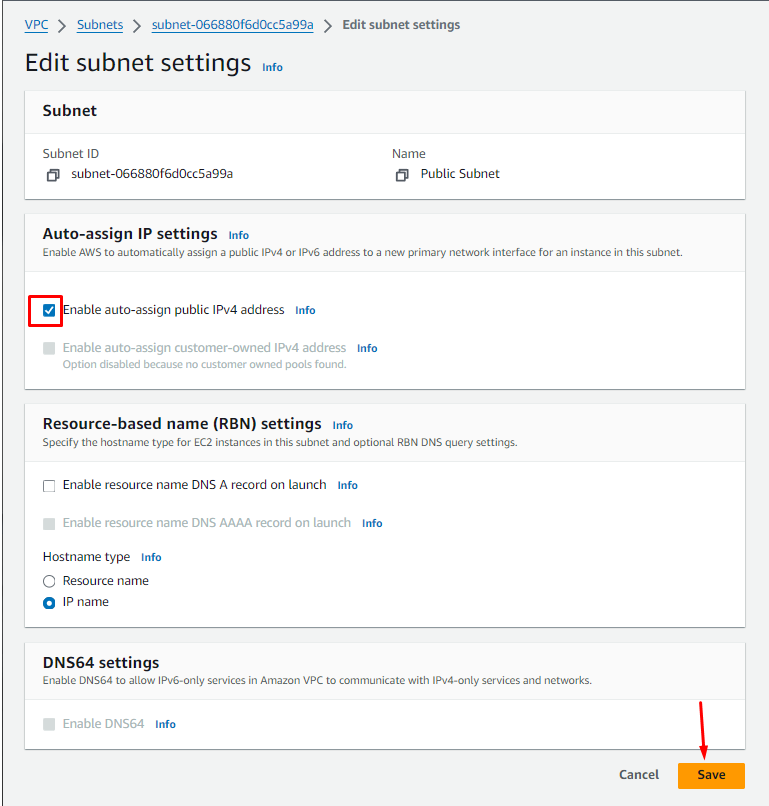 VPC > Subnets > subnet-066880f6d0cc5a99a > Edit subnet settings
Edit subnet settings Info
Subnet
Subnet ID
subnet-066880f6d0cc5a99a
Name
Public Subnet
Auto-assign IP settings Info
Enable AWS to automatically assign a public IPv4 or IPv6 address to a new primary network interface for an instance in this subnet.
Enable auto-assign public IPv4 address Info
Enable auto-assign customer-owned IPv4 address Info
Option disabled because no customer owned pools found.
Resource-based name (RBN) settings Info
Specify the hostname type for EC2 instances in this subnet and optional RBN DNS query settings.
Enable resource name DNS A record on launch Info
Enable resource name DNS AAAA record on launch Info
Hostname type Info
Resource name
IP name
DNS64 settings
Enable DNS64 to allow IPv6-only services in Amazon VPC to communicate with IPv4-only services and networks.
Enable DNS64 Info
Cancel Save